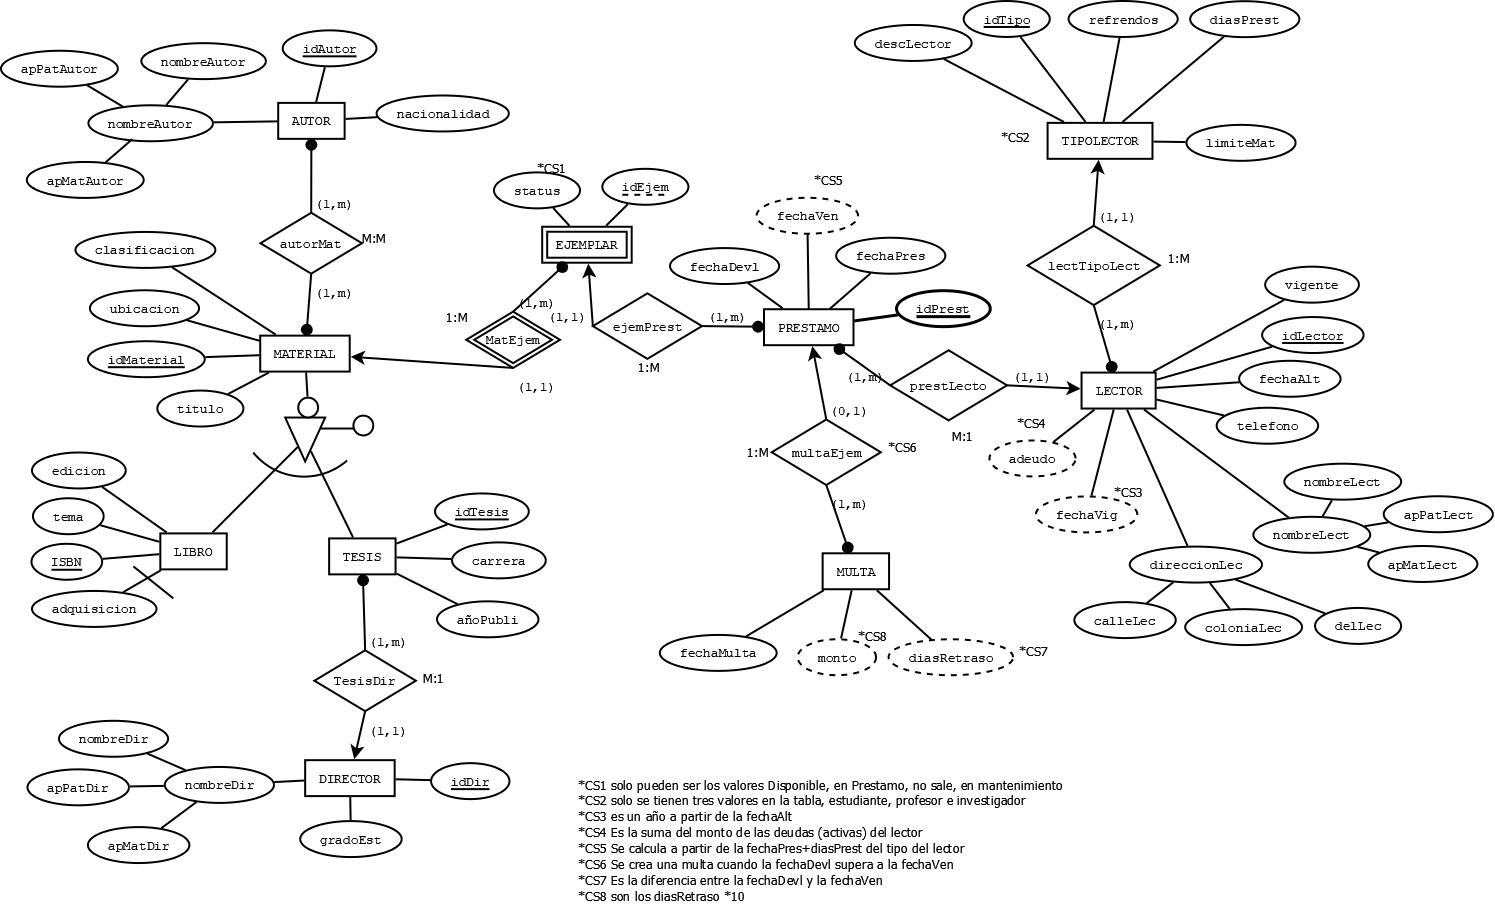 idTipo
refrendos
diasPrest
descLector
idAutor
nombreAutor
apPatAutor
nacionalidad
nombreAutor
AUTOR
apMatAutor
*CS2
TIPOLECTOR
limiteMat
*CS1
status
idEjem
*CS5
fechaVen
(1,m)
M:M
autorMat
(1,1)
clasificacion
EJEMPLAR
fechaDevl
fechaPres
lectTipoLect
1:M
vigente
(1,m)
ubicacion
(1,m)
1:M
(1,1)
ejemPrest
(1,m)
PRESTAMO
idPrest
(1,m)
idLector
MatEjem
MATERIAL
idMaterial
1:M
(1,1)
(1,m)
prestLecto
(1,1)
LECTOR
fechaAlt
titulo
(0,1)
*CS4
telefono
M:1
1:M
multaEjem
*CS6
adeudo
edicion
*CS3
nombreLect
(1,m)
fechaVig
apPatLect
idTesis
tema
nombreLect
LIBRO
TESIS
carrera
ISBN
MULTA
direccionLec
apMatLect
adquisicion
añoPubli
calleLec
coloniaLec
delLec
(1,m)
*CS8
fechaMulta
monto
diasRetraso
*CS7
TesisDir
M:1
(1,1)
nombreDir
apPatDir
nombreDir
DIRECTOR
idDir
apMatDir
gradoEst
*CS1 solo pueden ser los valores Disponible, en Prestamo, no sale, en mantenimiento
*CS2 solo se tienen tres valores en la tabla, estudiante, profesor e investigador
*CS3 es un año a partir de la fechaAlt
*CS4 Es la suma del monto de las deudas (activas) del lector
*CS5 Se calcula a partir de la fechaPres+diasPrest del tipo del lector
*CS6 Se crea una multa cuando la fechaDevl supera a la fechaVen
*CS7 Es la diferencia entre la fechaDevl y la fechaVen
*CS8 son los diasRetraso *10